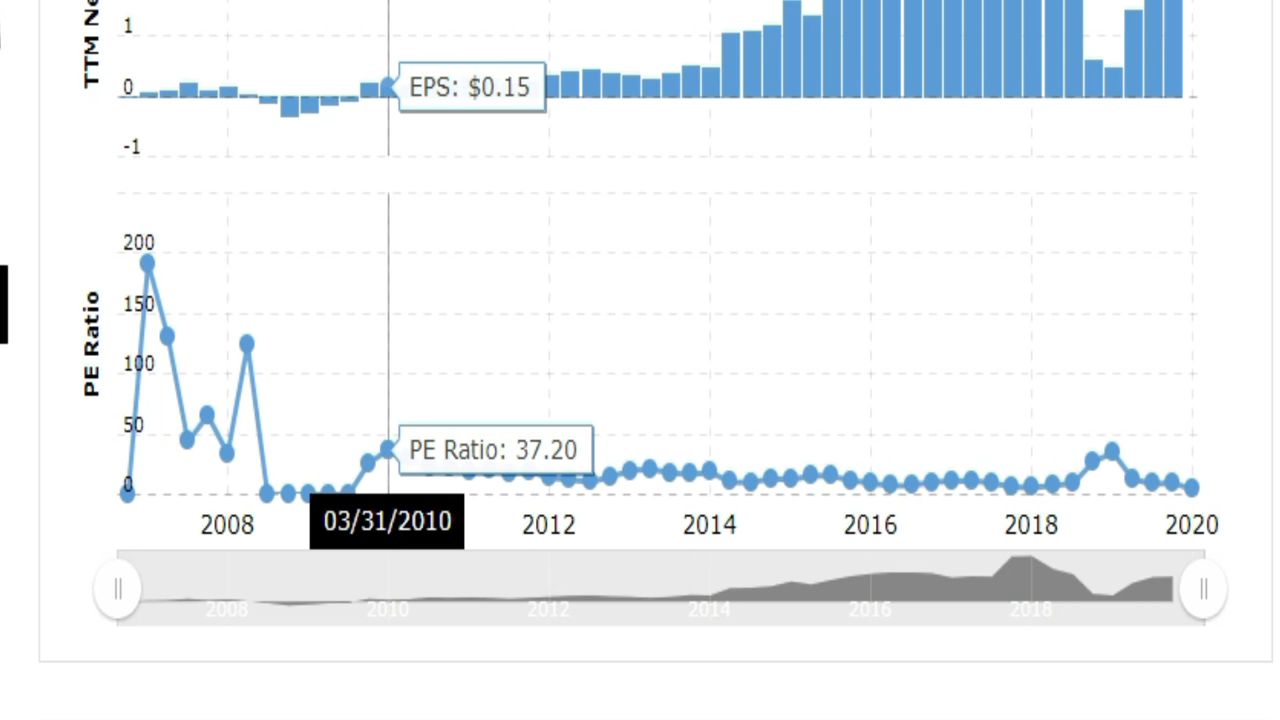 TTM Ne
1
0
-1
EPS: $0.15
PE Ratio
200
150
100
50
0
PE Ratio: 37.20
03/31/2010
2008 2012 2014 2016 2018 2020
2008 2010 2012 2014 2016 2018